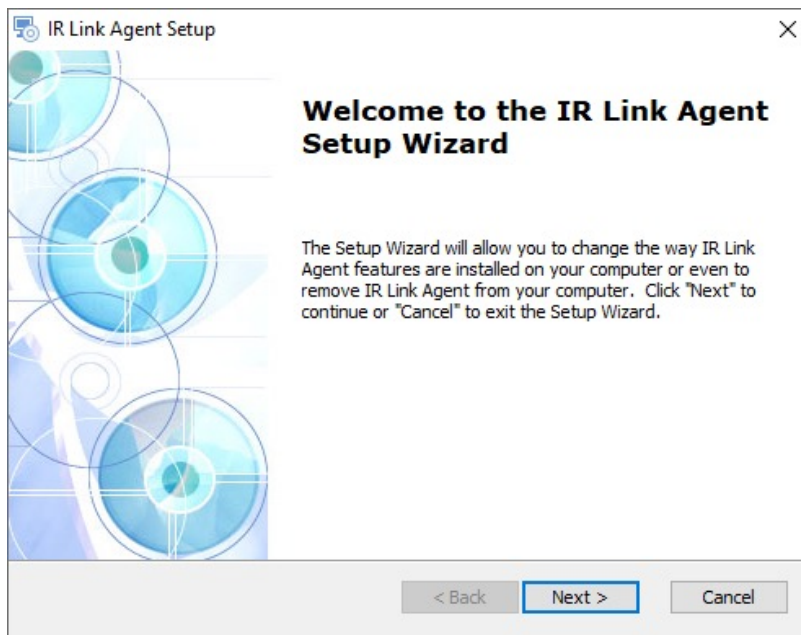 IR Link Agent Setup
Welcome to the IR Link Agent
Setup Wizard
The Setup Wizard will allow you to change the way IR Link
Agent features are installed on your computer or even to
remove IR Link Agent from your computer.  Click "Next" to
continue or "Cancel" to exit the Setup Wizard.
< Back
Next >
Cancel